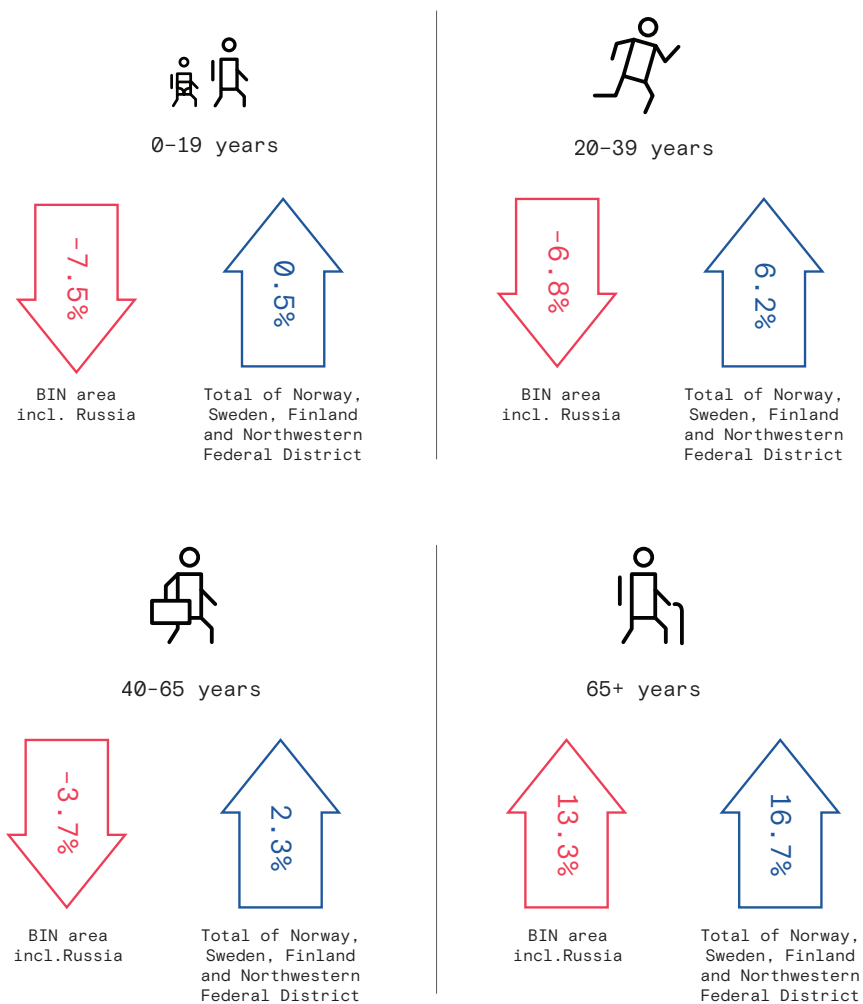 0–19 years
-7.5%
0.5%
BIN area
incl. Russia
Total of Norway,
Sweden, Finland
and Northwestern
Federal District
20–39 years
-6.8%
6.2%
BIN area
incl. Russia
Total of Norway,
Sweden, Finland
and Northwestern
Federal District
40–65 years
-3.7%
2.3%
BIN area
incl.Russia
Total of Norway,
Sweden, Finland
and Northwestern
Federal District
65+ years
13.3%
16.7%
BIN area
incl.Russia
Total of Norway,
Sweden, Finland
and Northwestern
Federal District